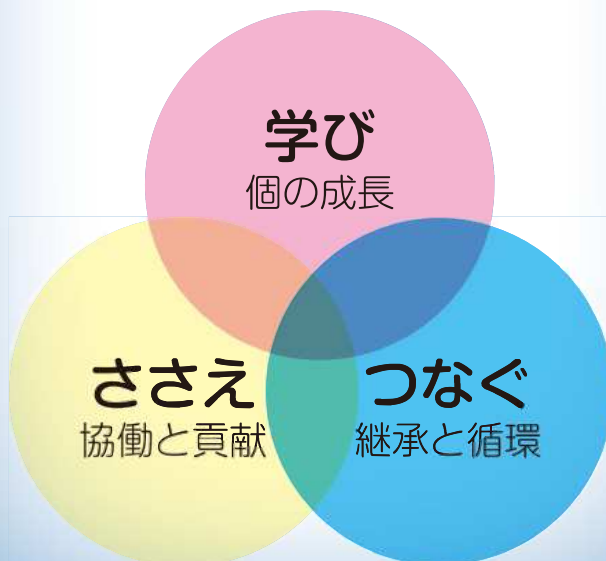 学び
個の成長
ささえ
協働と貢献
つなぐ
継承と循環